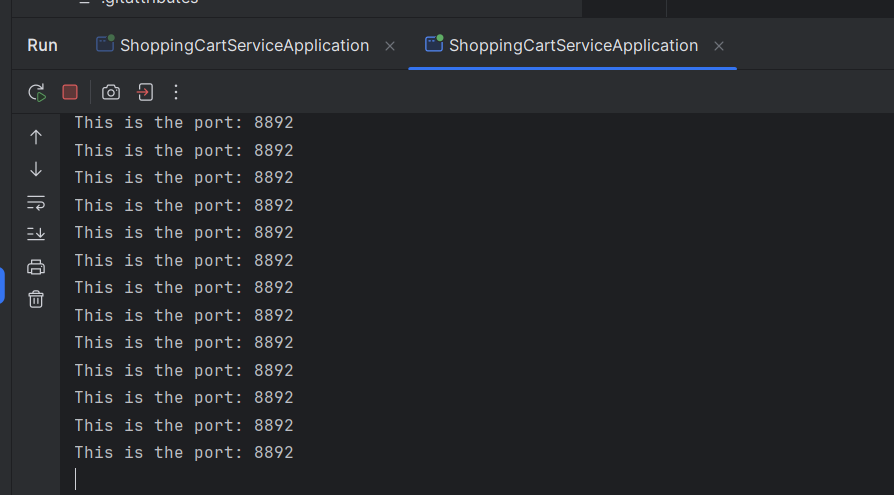 .gitattributes
Run ShoppingCartServiceApplication ShoppingCartServiceApplication
This is the port: 8892
This is the port: 8892
This is the port: 8892
This is the port: 8892
This is the port: 8892
This is the port: 8892
This is the port: 8892
This is the port: 8892
This is the port: 8892
This is the port: 8892
This is the port: 8892
This is the port: 8892
This is the port: 8892